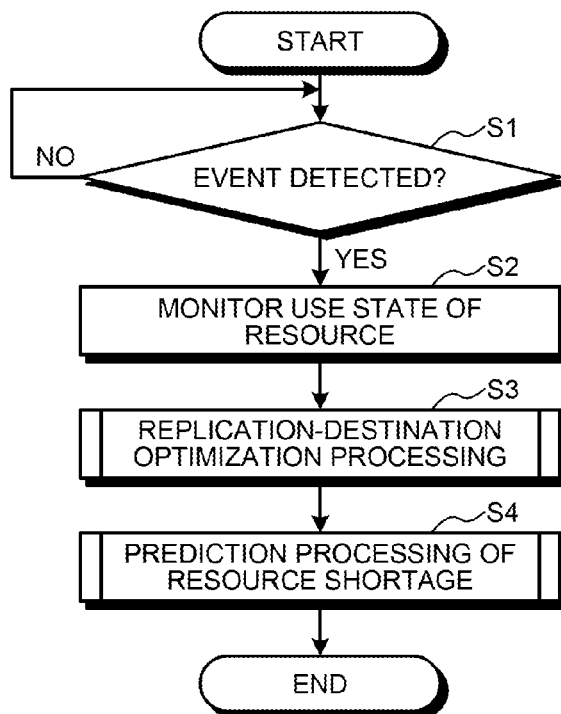 START
S1
NO
EVENT DETECTED?
YES
S2
MONITOR USE STATE OF
RESOURCE
S3
REPLICATION-DESTINATION
OPTIMIZATION PROCESSING
S4
PREDICTION PROCESSING OF
RESOURCE SHORTAGE
END